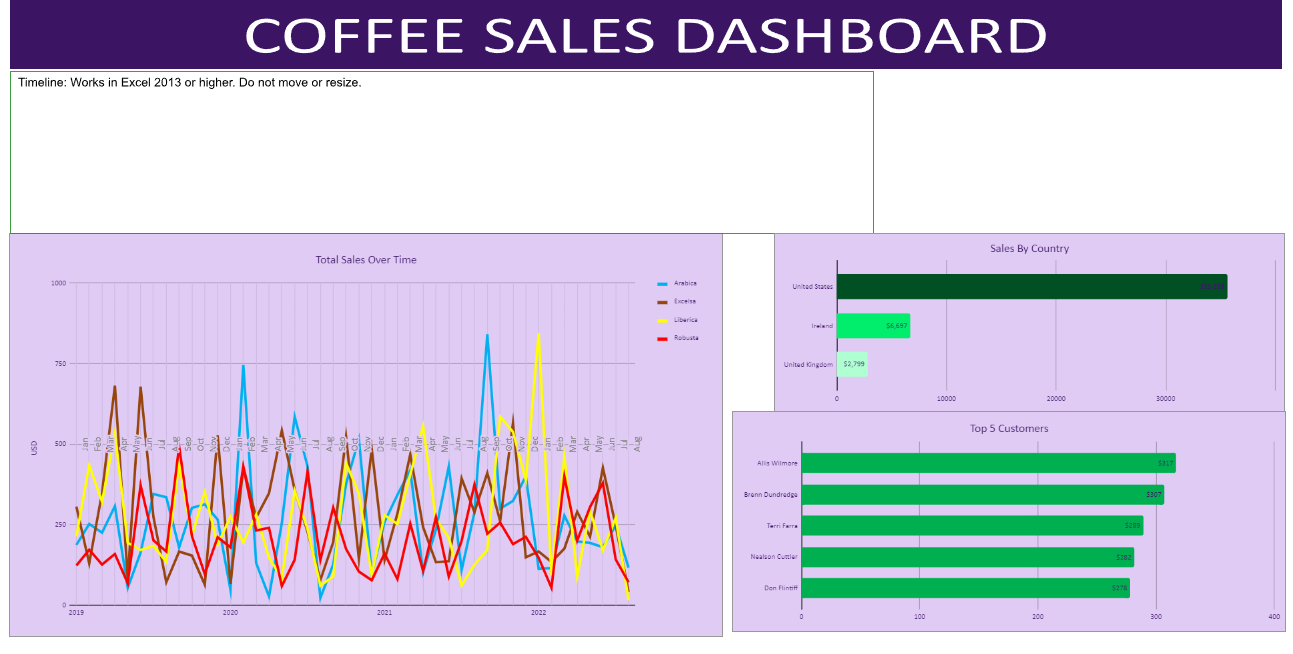 COFFEE SALES DASHBOARD
Timeline: Works in Excel 2013 or higher. Do not move or resize.
Total Sales Over Time
1000
750
500
250
0
USD
Jan Feb Mar Apr May Jun Jul Aug Sep Oct Nov Dec Jan Feb Mar Apr May Jun Jul Aug Sep Oct Nov Dec Jan Feb Mar Apr May Jun Jul Aug Sep Oct Nov Dec Jan Feb Mar Apr May Jun Jul Aug
2019 2020 2021 2022
Arabica
Excelsa
Liberica
Robusta
Sales By Country
United States
Ireland $6,697
United Kingdom $2,799
0 10000 20000 30000
Top 5 Customers
Allis Wilmore $317
Brenn Dundredge $307
Terri Farra $289
Nealson Cuttler $282
Don Flintiff $278
0 100 200 300 400